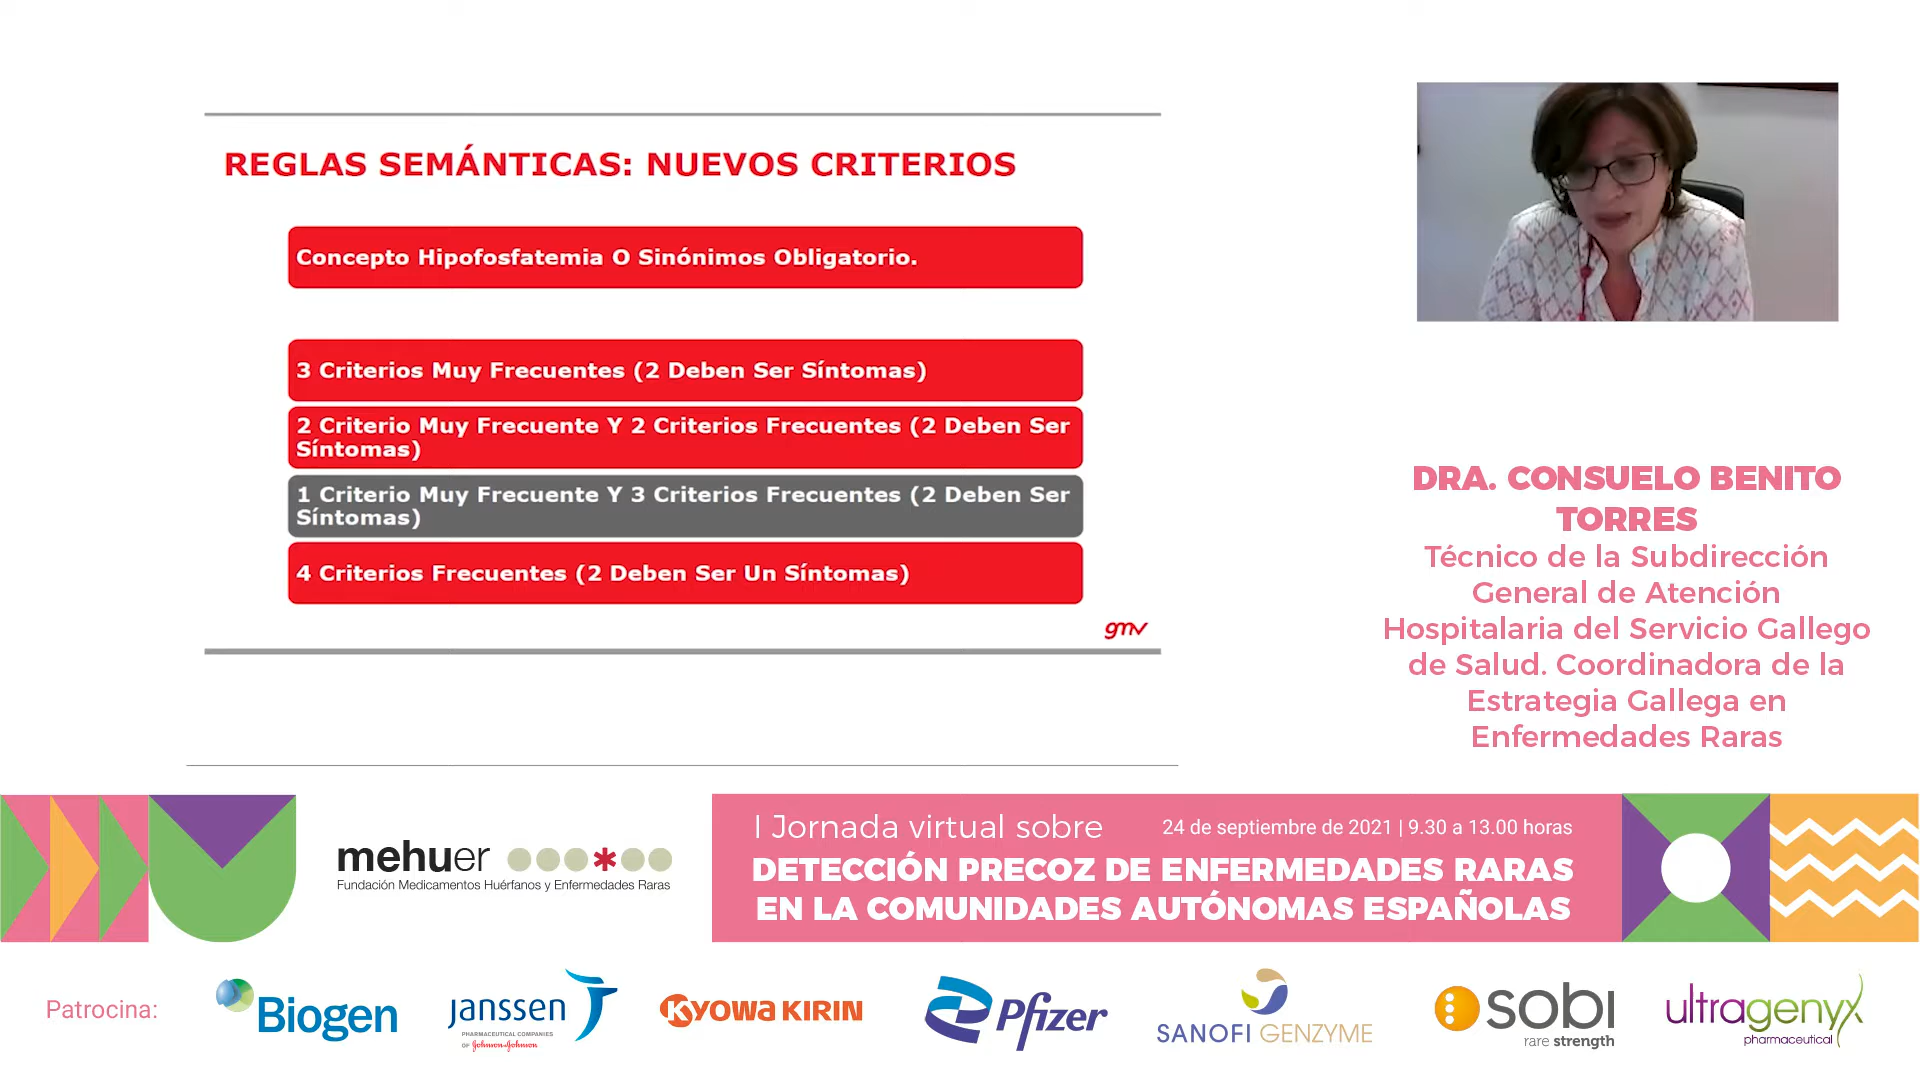 REGLAS SEMÁNTICAS: NUEVOS CRITERIOS
Concepto Hipofosfatemia O Sinónimos Obligatorio.
3 Criterios Muy Frecuentes (2 Deben Ser Síntomas)
2 Criterio Muy Frecuente Y 2 Criterios Frecuentes (2 Deben Ser
Síntomas)
1 Criterio Muy Frecuente Y 3 Criterios Frecuentes (2 Deben Ser
Síntomas)
4 Criterios Frecuentes (2 Deben Ser Un Síntomas)
gmv
DRA. CONSUELO BENITO
TORRES
Técnico de la Subdirección
General de Atención
Hospitalaria del Servicio Gallego
de Salud. Coordinadora de la
Estrategia Gallega en
Enfermedades Raras
mehuer
Fundación Medicamentos Huérfanos y Enfermedades Raras
I Jornada virtual sobre
24 de septiembre de 2021 | 9.30 a 13.00 horas
DETECCIÓN PRECOZ DE ENFERMEDADES RARAS
EN LA COMUNIDADES AUTÓNOMAS ESPAÑOLAS
Patrocina:
Biogen
janssen
PHARMACEUTICAL COMPANIES
OF Johnson & Johnson
KYOWA KIRIN
Pfizer
SANOFI GENZYME
sobi
rare strength
ultragenyx
pharmaceutical